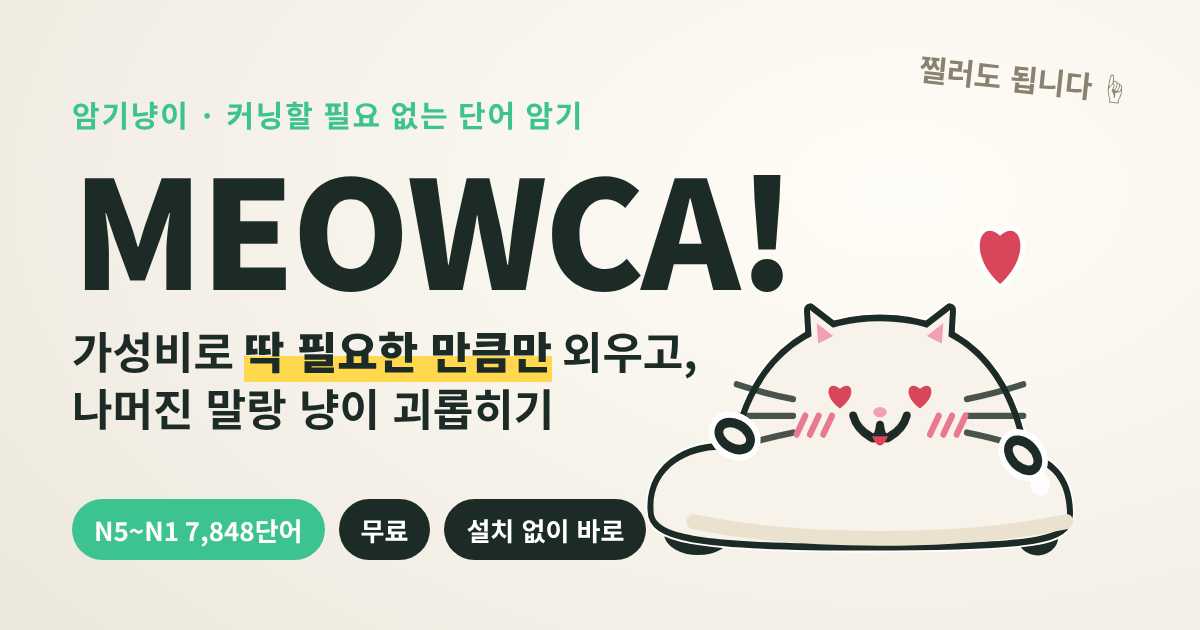 찔러도 됩니다 ☝
암기냥이 · 커닝할 필요 없는 단어 암기
MEOWCA!
가성비로 딱 필요한 만큼만 외우고,
나머진 말랑 냥이 괴롭히기
N5~N1 7,848단어
무료
설치 없이 바로